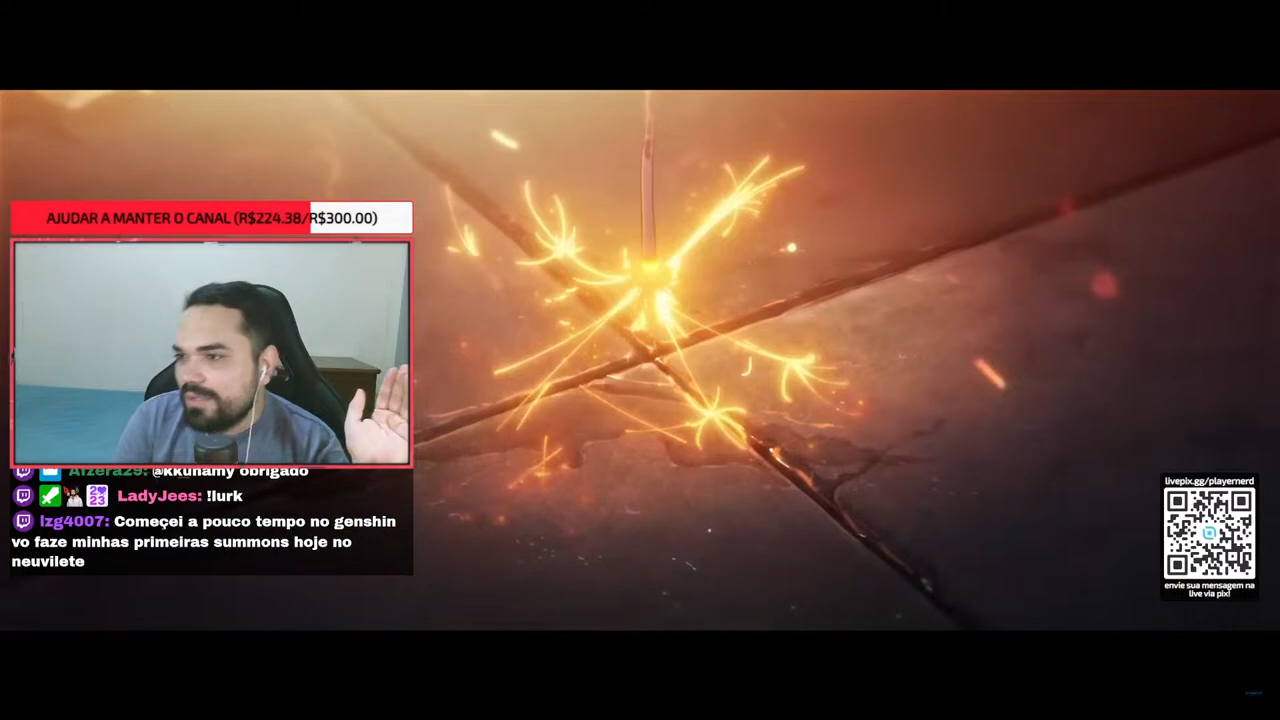 AJUDAR A MANTER O CANAL (R$224.38/R$300.00)
Afzera29: @kkunamy obrigado
LadyJees: !lurk
lzg4007: Começei a pouco tempo no genshin
vo faze minhas primeiras summons hoje no
neuvilete
livepix.gg/playernerd
envie sua mensagem na
live via pix!